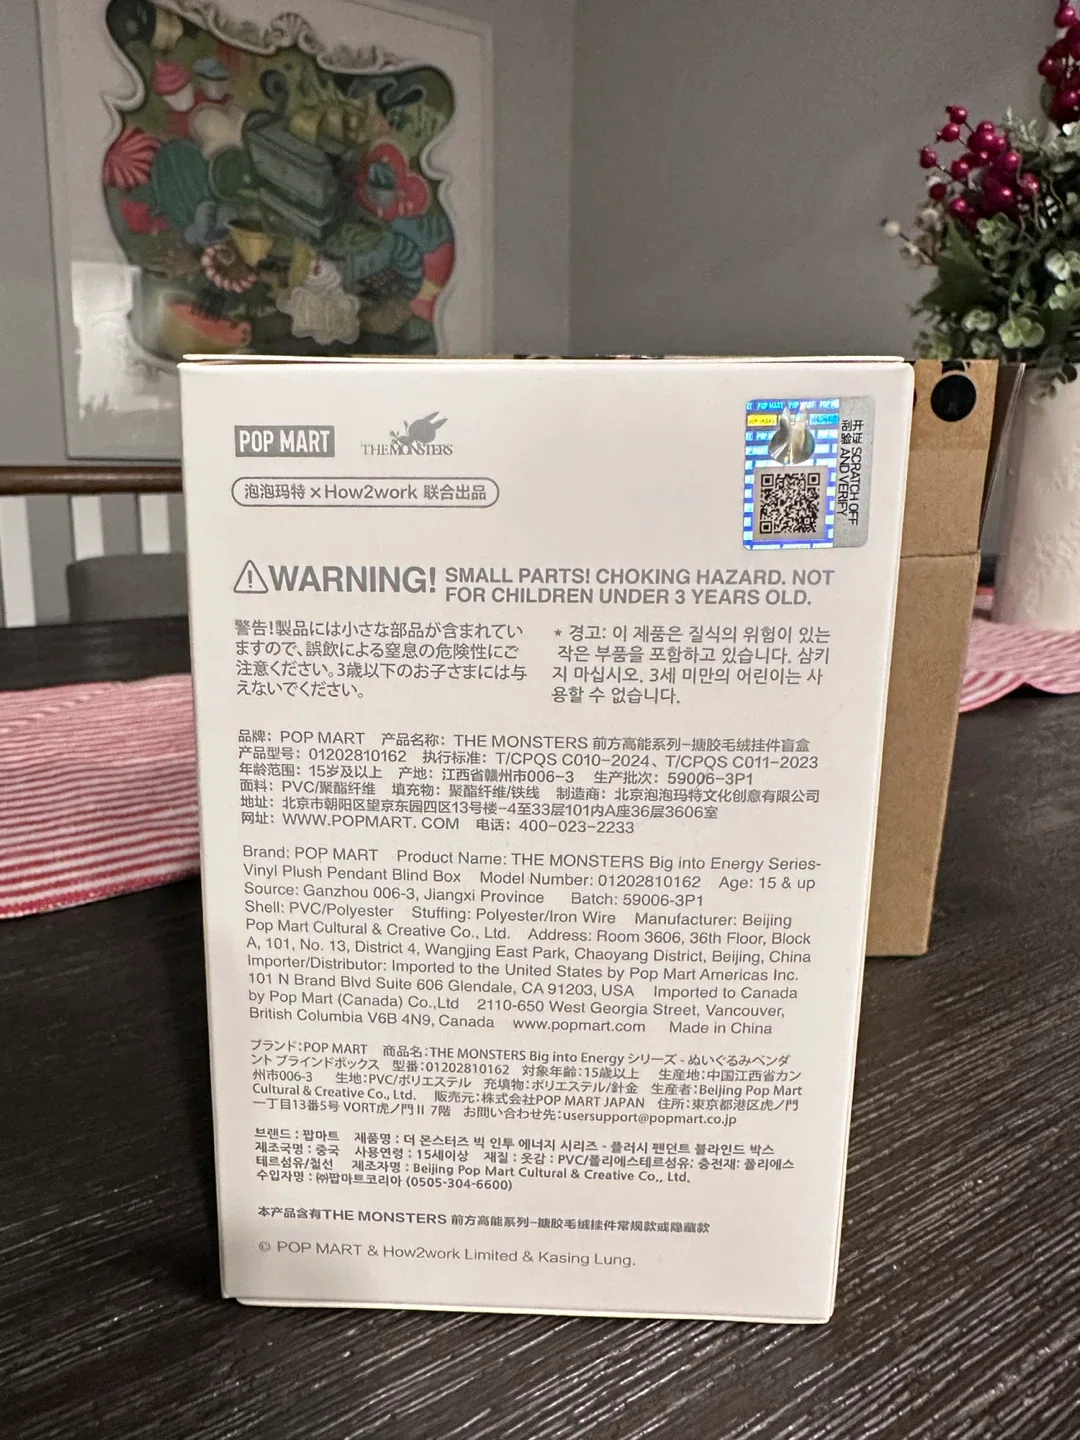 POP MART
THE MONSTERS
泡泡玛特×How2work 联合出品
开证 SCRATCH OFF
刮验 AND VERIFY
WARNING! SMALL PARTS! CHOKING HAZARD. NOT
FOR CHILDREN UNDER 3 YEARS OLD.
警告!製品には小さな部品が含まれてい
ますので、誤飲による窒息の危険性にご
注意ください。3歳以下のお子さまには与
えないでください。
* 경고: 이 제품은 질식의 위험이 있는
작은 부품을 포함하고 있습니다. 삼키
지 마십시오. 3세 미만의 어린이는 사
용할 수 없습니다.
品牌：POP MART 产品名称：THE MONSTERS 前方高能系列-搪胶毛绒挂件盲盒
产品型号：01202810162 执行标准：T/CPQS C010-2024、T/CPQS C011-2023
年龄范围：15岁及以上 产地：江西省赣州市006-3 生产批次：59006-3P1
面料：PVC/聚酯纤维 填充物：聚酯纤维/铁线 制造商：北京泡泡玛特文化创意有限公司
地址：北京市朝阳区望京东园四区13号楼-4至33层101内A座36层3606室
网址：WWW.POPMART.COM 电话：400-023-2233
Brand: POP MART Product Name: THE MONSTERS Big into Energy Series-
Vinyl Plush Pendant Blind Box Model Number: 01202810162 Age: 15 & up
Source: Ganzhou 006-3, Jiangxi Province Batch: 59006-3P1
Shell: PVC/Polyester Stuffing: Polyester/Iron Wire Manufacturer: Beijing
Pop Mart Cultural & Creative Co., Ltd. Address: Room 3606, 36th Floor, Block
A, 101, No. 13, District 4, Wangjing East Park, Chaoyang District, Beijing, China
Importer/Distributor: Imported to the United States by Pop Mart Americas Inc.
101 N Brand Blvd Suite 606 Glendale, CA 91203, USA Imported to Canada
by Pop Mart (Canada) Co.,Ltd 2110-650 West Georgia Street, Vancouver,
British Columbia V6B 4N9, Canada www.popmart.com Made in China
ブランド：POP MART 商品名：THE MONSTERS Big into Energy シリーズ - ぬいぐるみペンダ
ント ブラインドボックス 型番：01202810162 対象年齢：15歳以上 生産地：中国江西省カン
州市006-3 生地：PVC/ポリエステル 充填物：ポリエステル/針金 生産者：Beijing Pop Mart
Cultural & Creative Co., Ltd. 販売元：株式会社POP MART JAPAN 住所：東京都港区虎ノ門
一丁目13番5号 VORT虎ノ門II 7階 お問い合わせ先：usersupport@popmart.co.jp
브랜드 : 팝마트 제품명 : 더 몬스터즈 빅 인투 에너지 시리즈 - 플러시 펜던트 블라인드 박스
제조국명 : 중국 사용연령 : 15세이상 재질 : 옷감 : PVC/폴리에스테르섬유; 충전재: 폴리에스
테르섬유/철선 제조자명 : Beijing Pop Mart Cultural & Creative Co., Ltd.
수입자명 : ㈜팝마트코리아 (0505-304-6600)
本产品含有THE MONSTERS 前方高能系列-搪胶毛绒挂件常规款或隐藏款
© POP MART & How2work Limited & Kasing Lung.